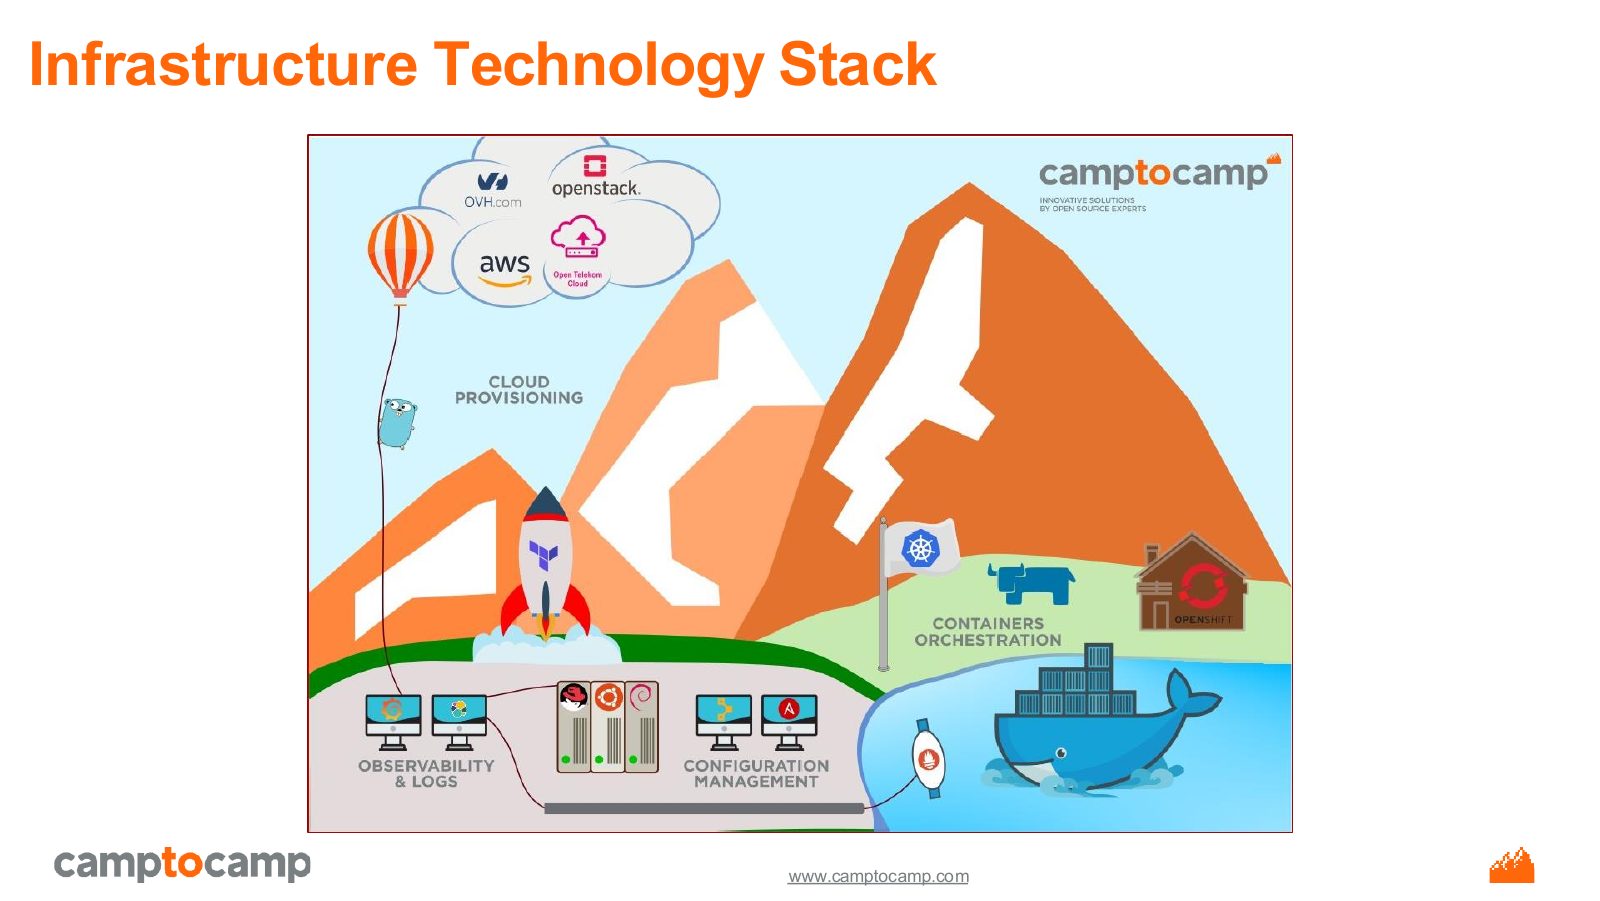 Infrastructure Technology Stack
OVH.com
openstack.
aws
Open Telekom
Cloud
camptocamp
INNOVATIVE SOLUTIONS
BY OPEN SOURCE EXPERTS
CLOUD
PROVISIONING
CONTAINERS
ORCHESTRATION
OPENSHIFT
OBSERVABILITY
& LOGS
CONFIGURATION
MANAGEMENT
camptocamp
www.camptocamp.com